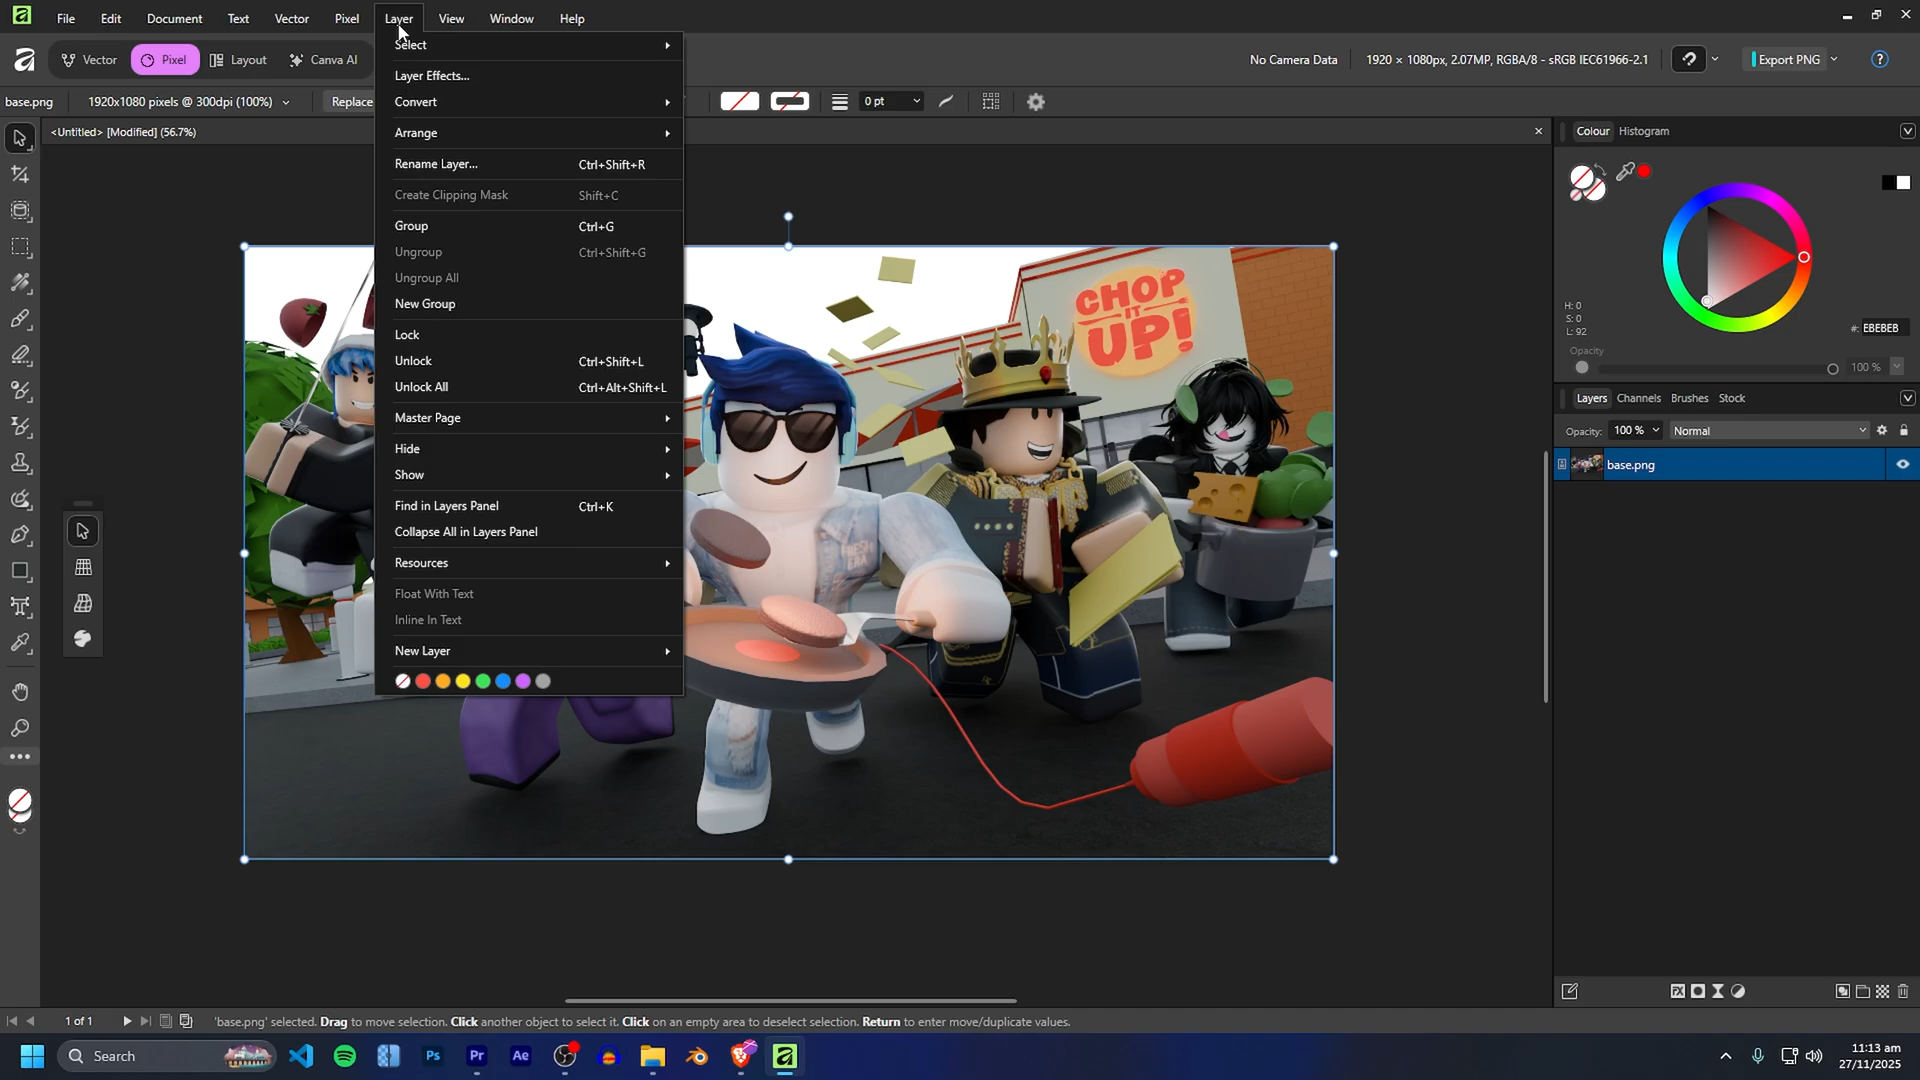 File Edit Document Text Vector Pixel Layer View Window Help
Vector Pixel Layout Canva AI No Camera Data 1920 × 1080px, 2.07MP, RGBA/8 - sRGB IEC61966-2.1 Export PNG
base.png 1920x1080 pixels @ 300dpi (100%) Replace 0 pt
<Untitled> [Modified] (56.7%)
Select
Layer Effects...
Convert
Arrange
Rename Layer... Ctrl+Shift+R
Create Clipping Mask Shift+C
Group Ctrl+G
Ungroup Ctrl+Shift+G
Ungroup All
New Group
Lock
Unlock Ctrl+Shift+L
Unlock All Ctrl+Alt+Shift+L
Master Page
Hide
Show
Find in Layers Panel Ctrl+K
Collapse All in Layers Panel
Resources
Float With Text
Inline In Text
New Layer
CHOP
IT
UP!
Colour Histogram
H: 0
S: 0
L: 92
#: EBEBEB
Opacity
100 %
Layers Channels Brushes Stock
Opacity: 100 % Normal
base.png
1 of 1 'base.png' selected. Drag to move selection. Click another object to select it. Click on an empty area to deselect selection. Return to enter move/duplicate values.
Search Ps Pr Ae
11:13 am
27/11/2025